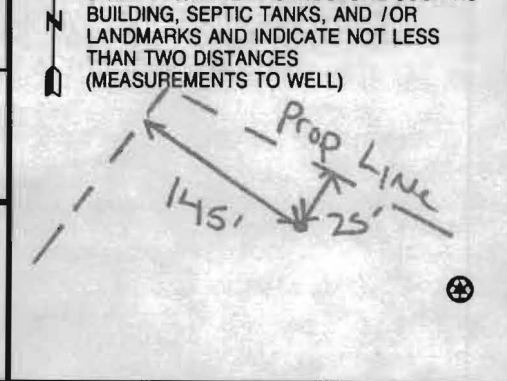 BUILDING, SEPTIC TANKS, AND / OR
N
LANDMARKS AND INDICATE NOT LESS
THAN TWO DISTANCES
(MEASUREMENTS TO WELL)
Prop LINE
145'
25'